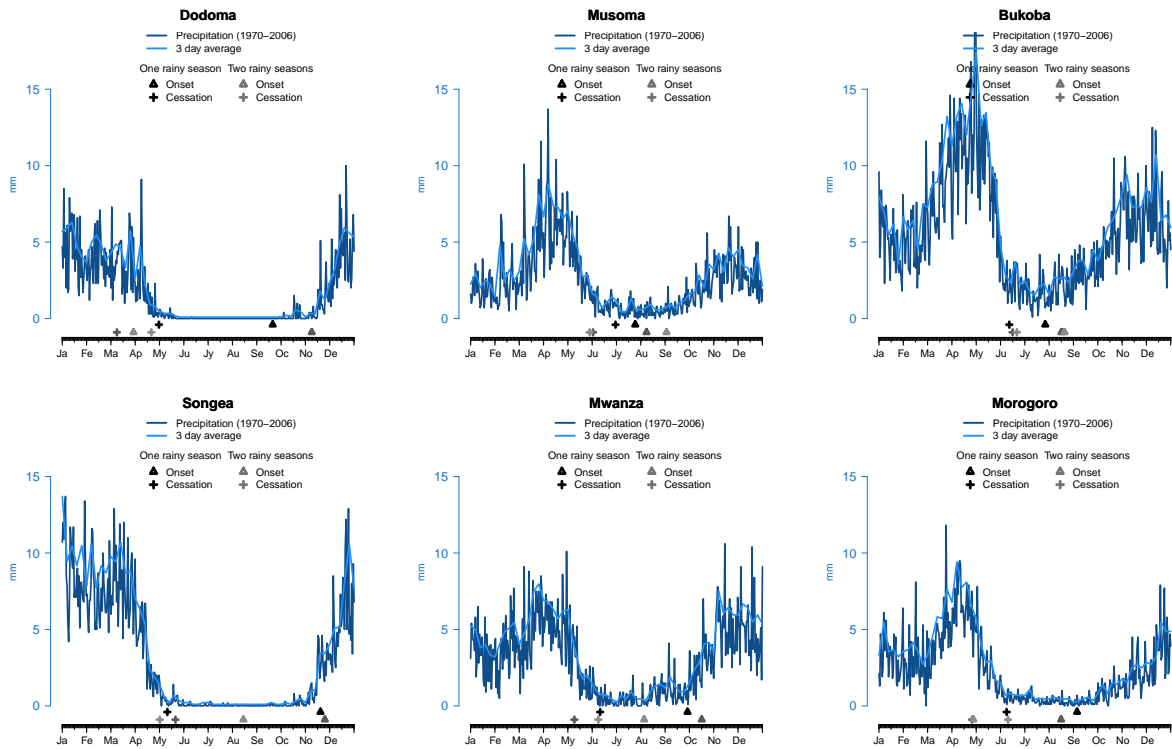 Dodoma
Precipitation (1970–2006)
3 day average
One rainy season Two rainy seasons
Onset Onset
Cessation Cessation
15
10
5
0
mm
Ja Fe Ma Ap My Ju Jy Au Se Oc No De
Musoma
Precipitation (1970–2006)
3 day average
One rainy season Two rainy seasons
Onset Onset
Cessation Cessation
15
10
5
0
mm
Ja Fe Ma Ap My Ju Jy Au Se Oc No De
Bukoba
Precipitation (1970–2006)
3 day average
One rainy season Two rainy seasons
Onset Onset
Cessation Cessation
15
10
5
0
mm
Ja Fe Ma Ap My Ju Jy Au Se Oc No De
Songea
Precipitation (1970–2006)
3 day average
One rainy season Two rainy seasons
Onset Onset
Cessation Cessation
15
10
5
0
mm
Ja Fe Ma Ap My Ju Jy Au Se Oc No De
Mwanza
Precipitation (1970–2006)
3 day average
One rainy season Two rainy seasons
Onset Onset
Cessation Cessation
15
10
5
0
mm
Ja Fe Ma Ap My Ju Jy Au Se Oc No De
Morogoro
Precipitation (1970–2006)
3 day average
One rainy season Two rainy seasons
Onset Onset
Cessation Cessation
15
10
5
0
mm
Ja Fe Ma Ap My Ju Jy Au Se Oc No De